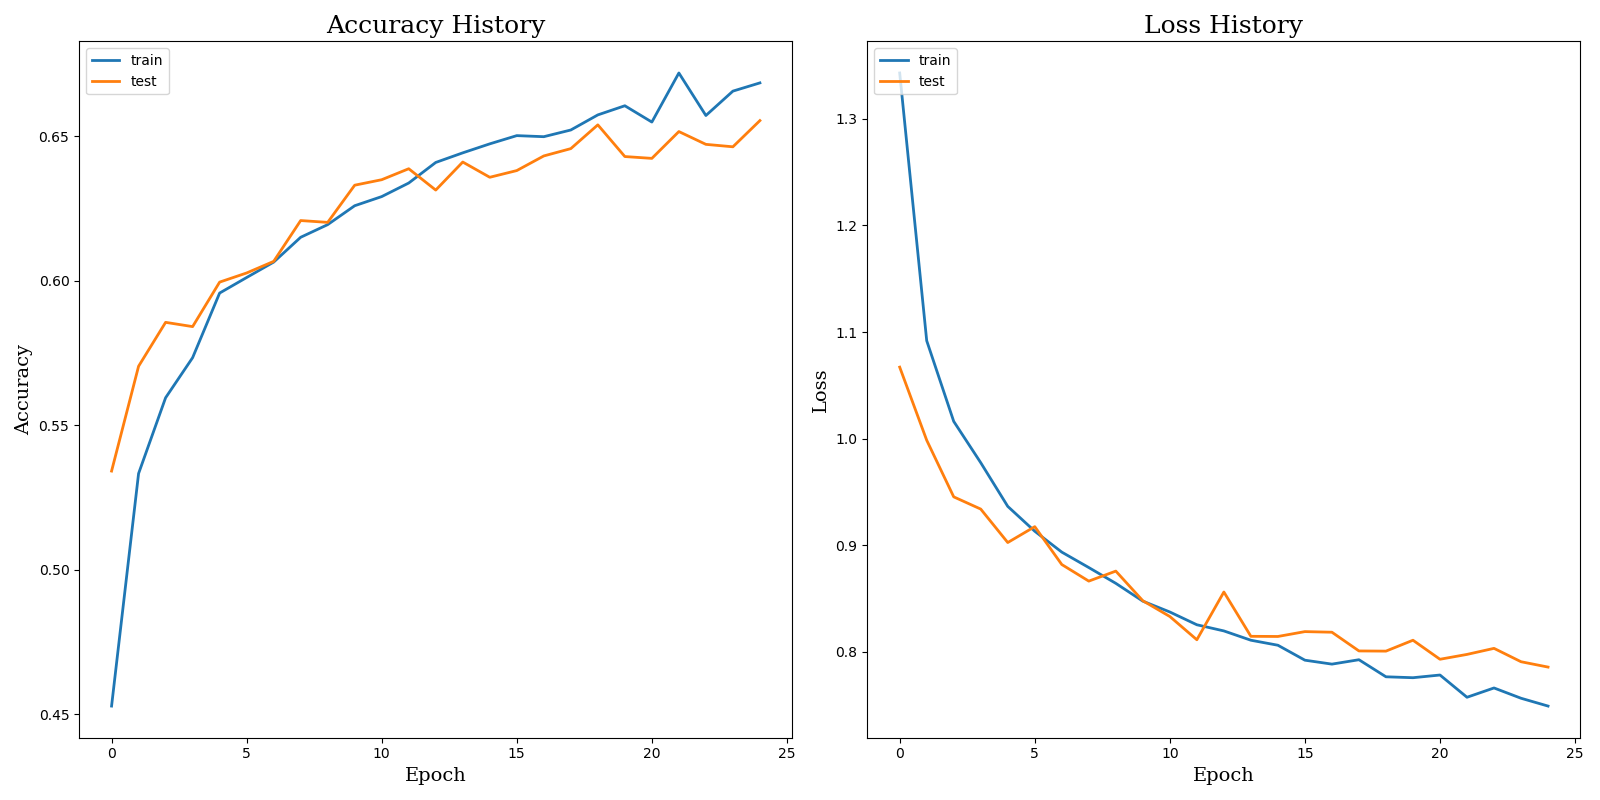 Accuracy History
train
test
0.65
0.60
0.55
0.50
0.45
Accuracy
0 5 10 15 20 25
Epoch
Loss History
train
test
1.3
1.2
1.1
1.0
0.9
0.8
Loss
0 5 10 15 20 25
Epoch